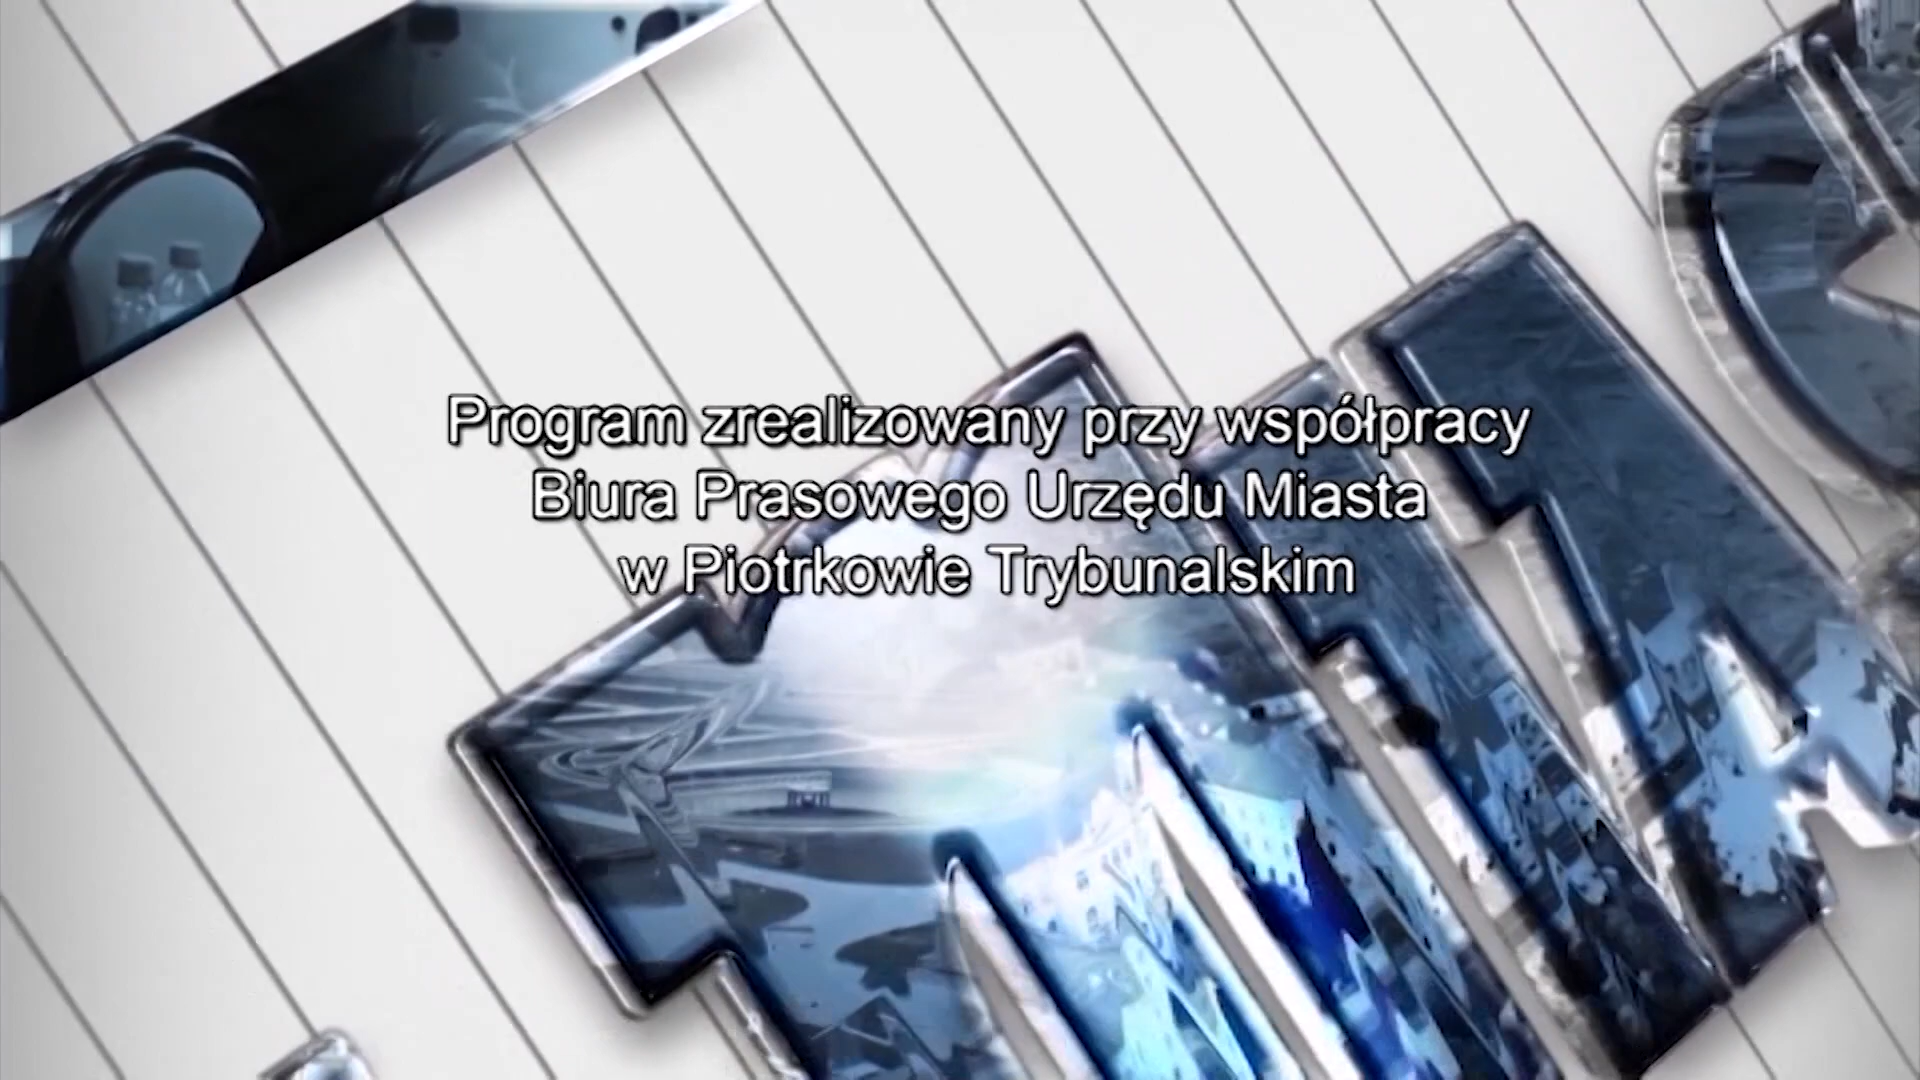 Program zrealizowany przy współpracy
Biura Prasowego Urzędu Miasta
w Piotrkowie Trybunalskim